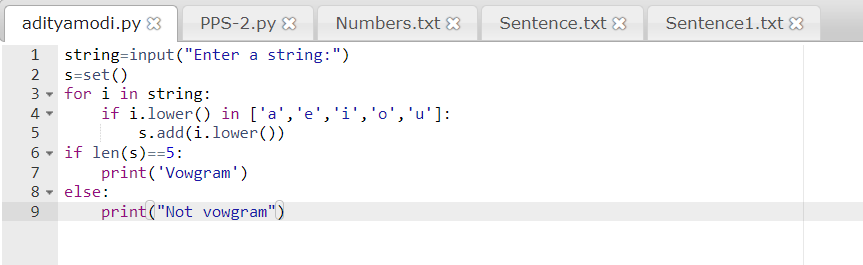 adityamodi.py PPS-2.py Numbers.txt Sentence.txt Sentence1.txt
1 string=input("Enter a string:")
2 s=set()
3 for i in string:
4     if i.lower() in ['a','e','i','o','u']:
5         s.add(i.lower())
6 if len(s)==5:
7     print('Vowgram')
8 else:
9     print("Not vowgram")